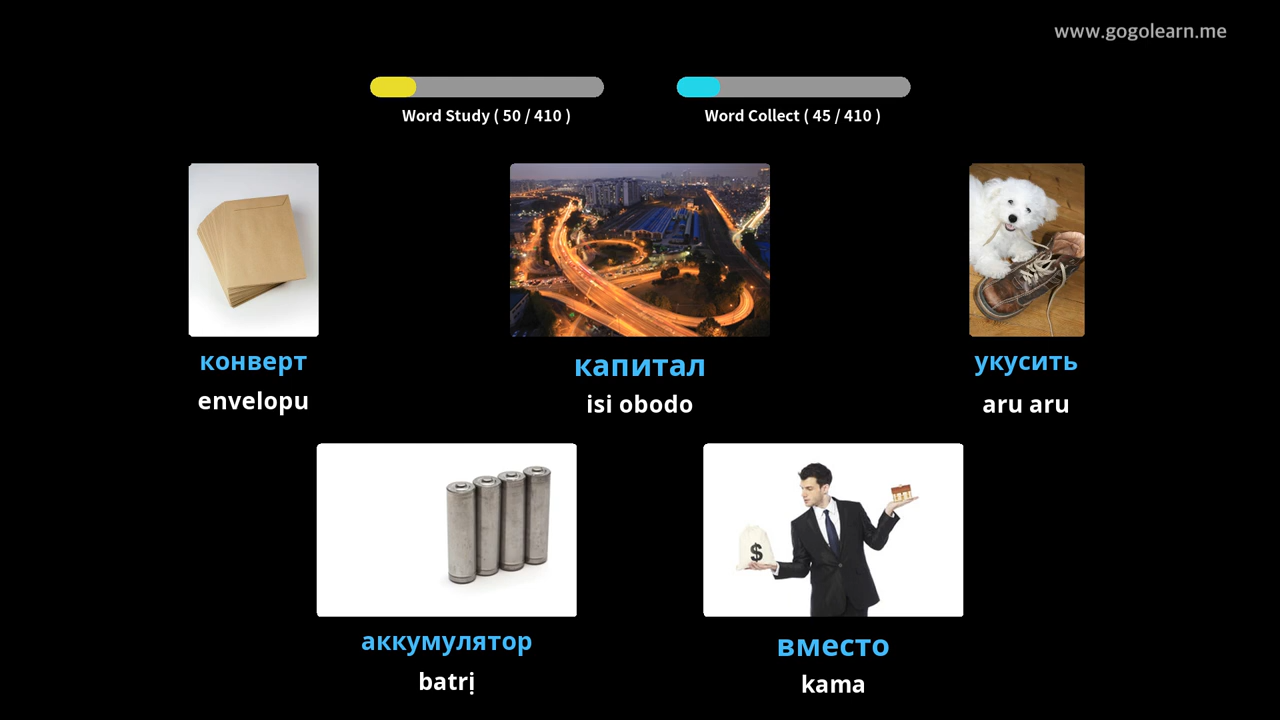 www.gogolearn.me
Word Study ( 50 / 410 )
Word Collect ( 45 / 410 )
конверт
envelopu
капитал
isi obodo
укусить
aru aru
$
аккумулятор
batrị
вместо
kama